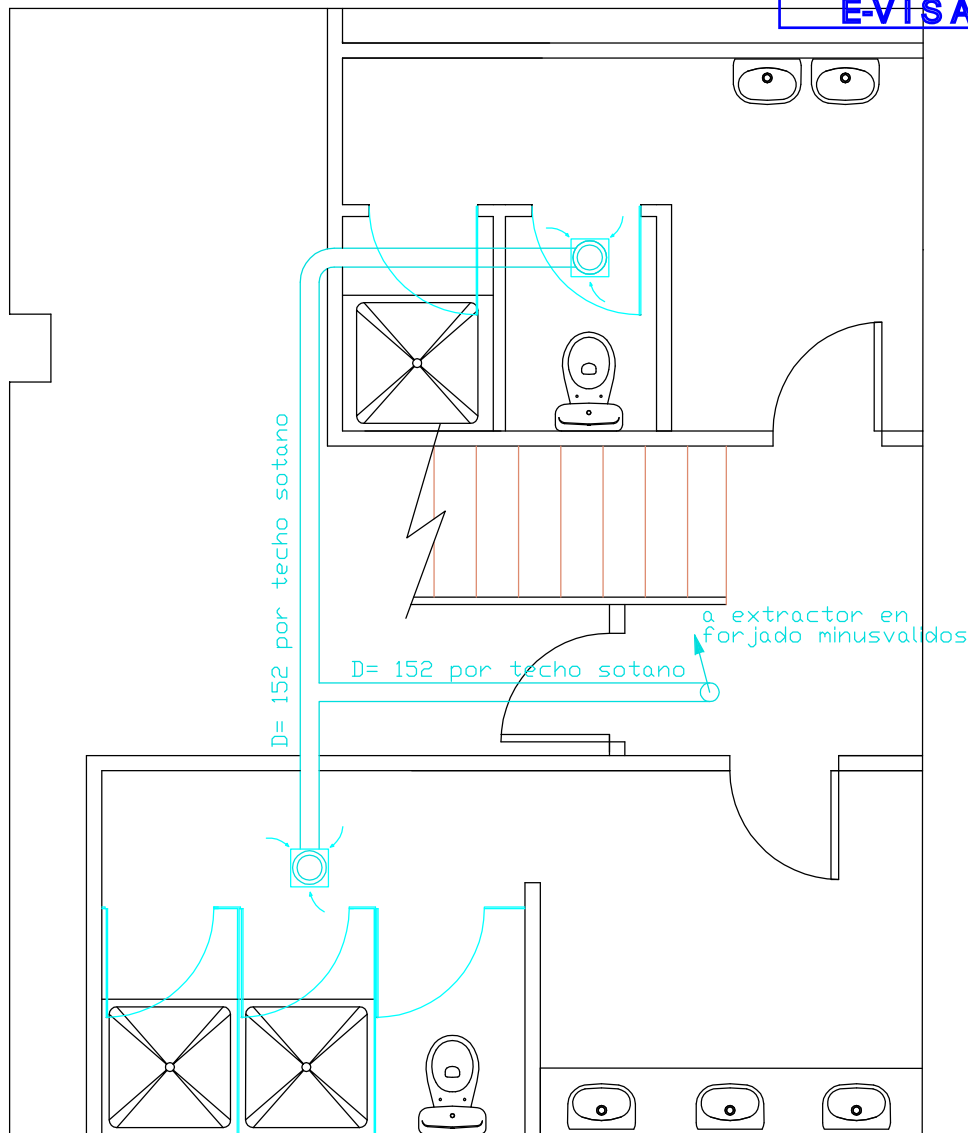 E-VISA
D= 152 por techo sotano
a extractor en
forjado minusvalidos
D= 152 por techo sotano